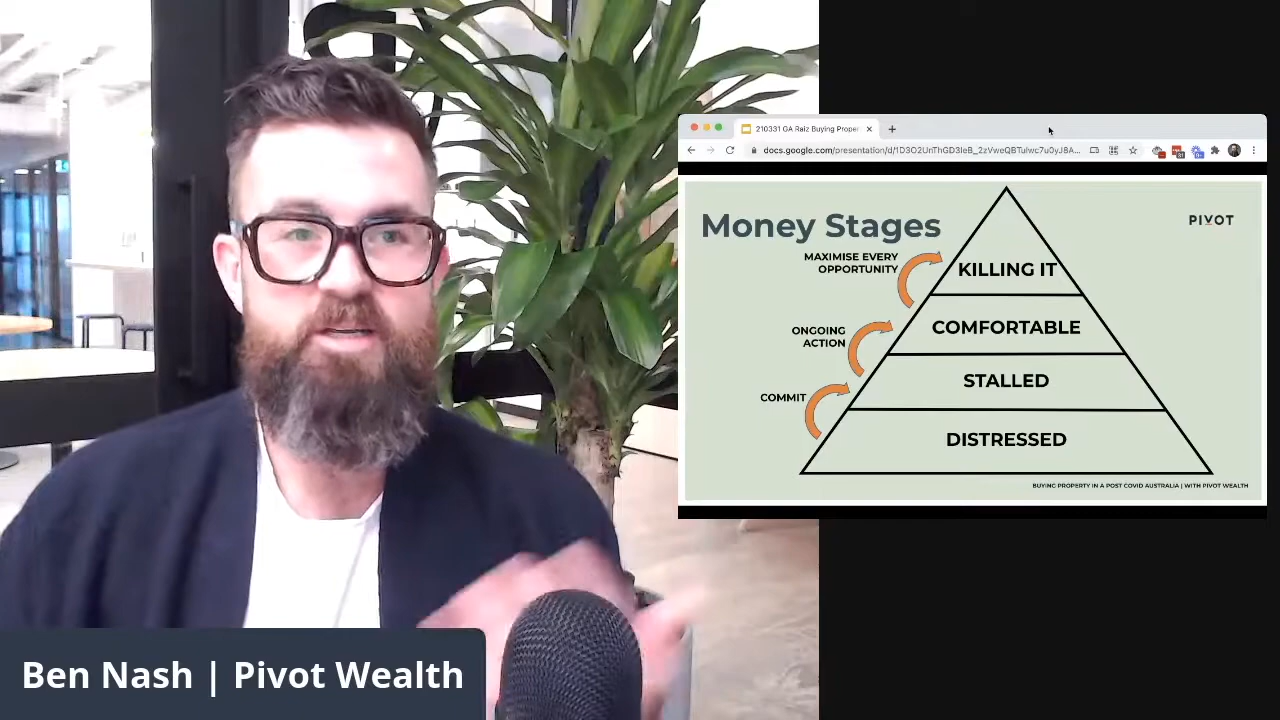 210331 GA Raiz Buying Proper
docs.google.com/presentation/d/1D3O2UnThGD3leB_2zVweQBTulwc7u0yJ8A...
Money Stages
PIVOT
MAXIMISE EVERY
OPPORTUNITY
KILLING IT
ONGOING
ACTION
COMFORTABLE
COMMIT
STALLED
DISTRESSED
BUYING PROPERTY IN A POST COVID AUSTRALIA | WITH PIVOT WEALTH
Ben Nash | Pivot Wealth